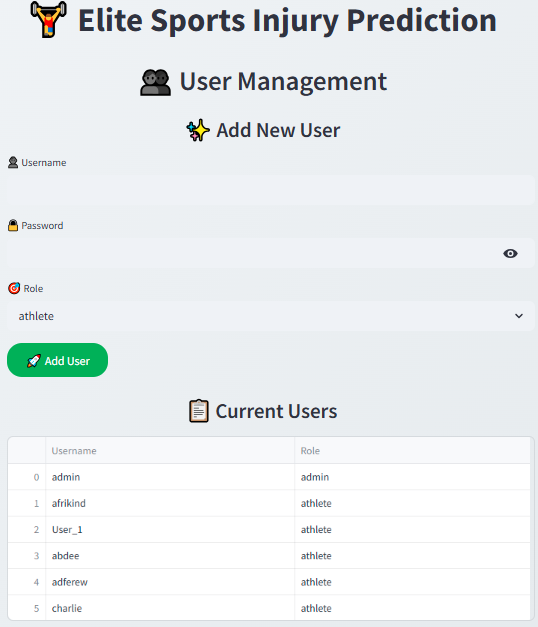 Elite Sports Injury Prediction
User Management
Add New User
Username
Password
Role
athlete
Add User
Current Users
Username Role
0 admin admin
1 afrikind athlete
2 User_1 athlete
3 abdee athlete
4 adferew athlete
5 charlie athlete